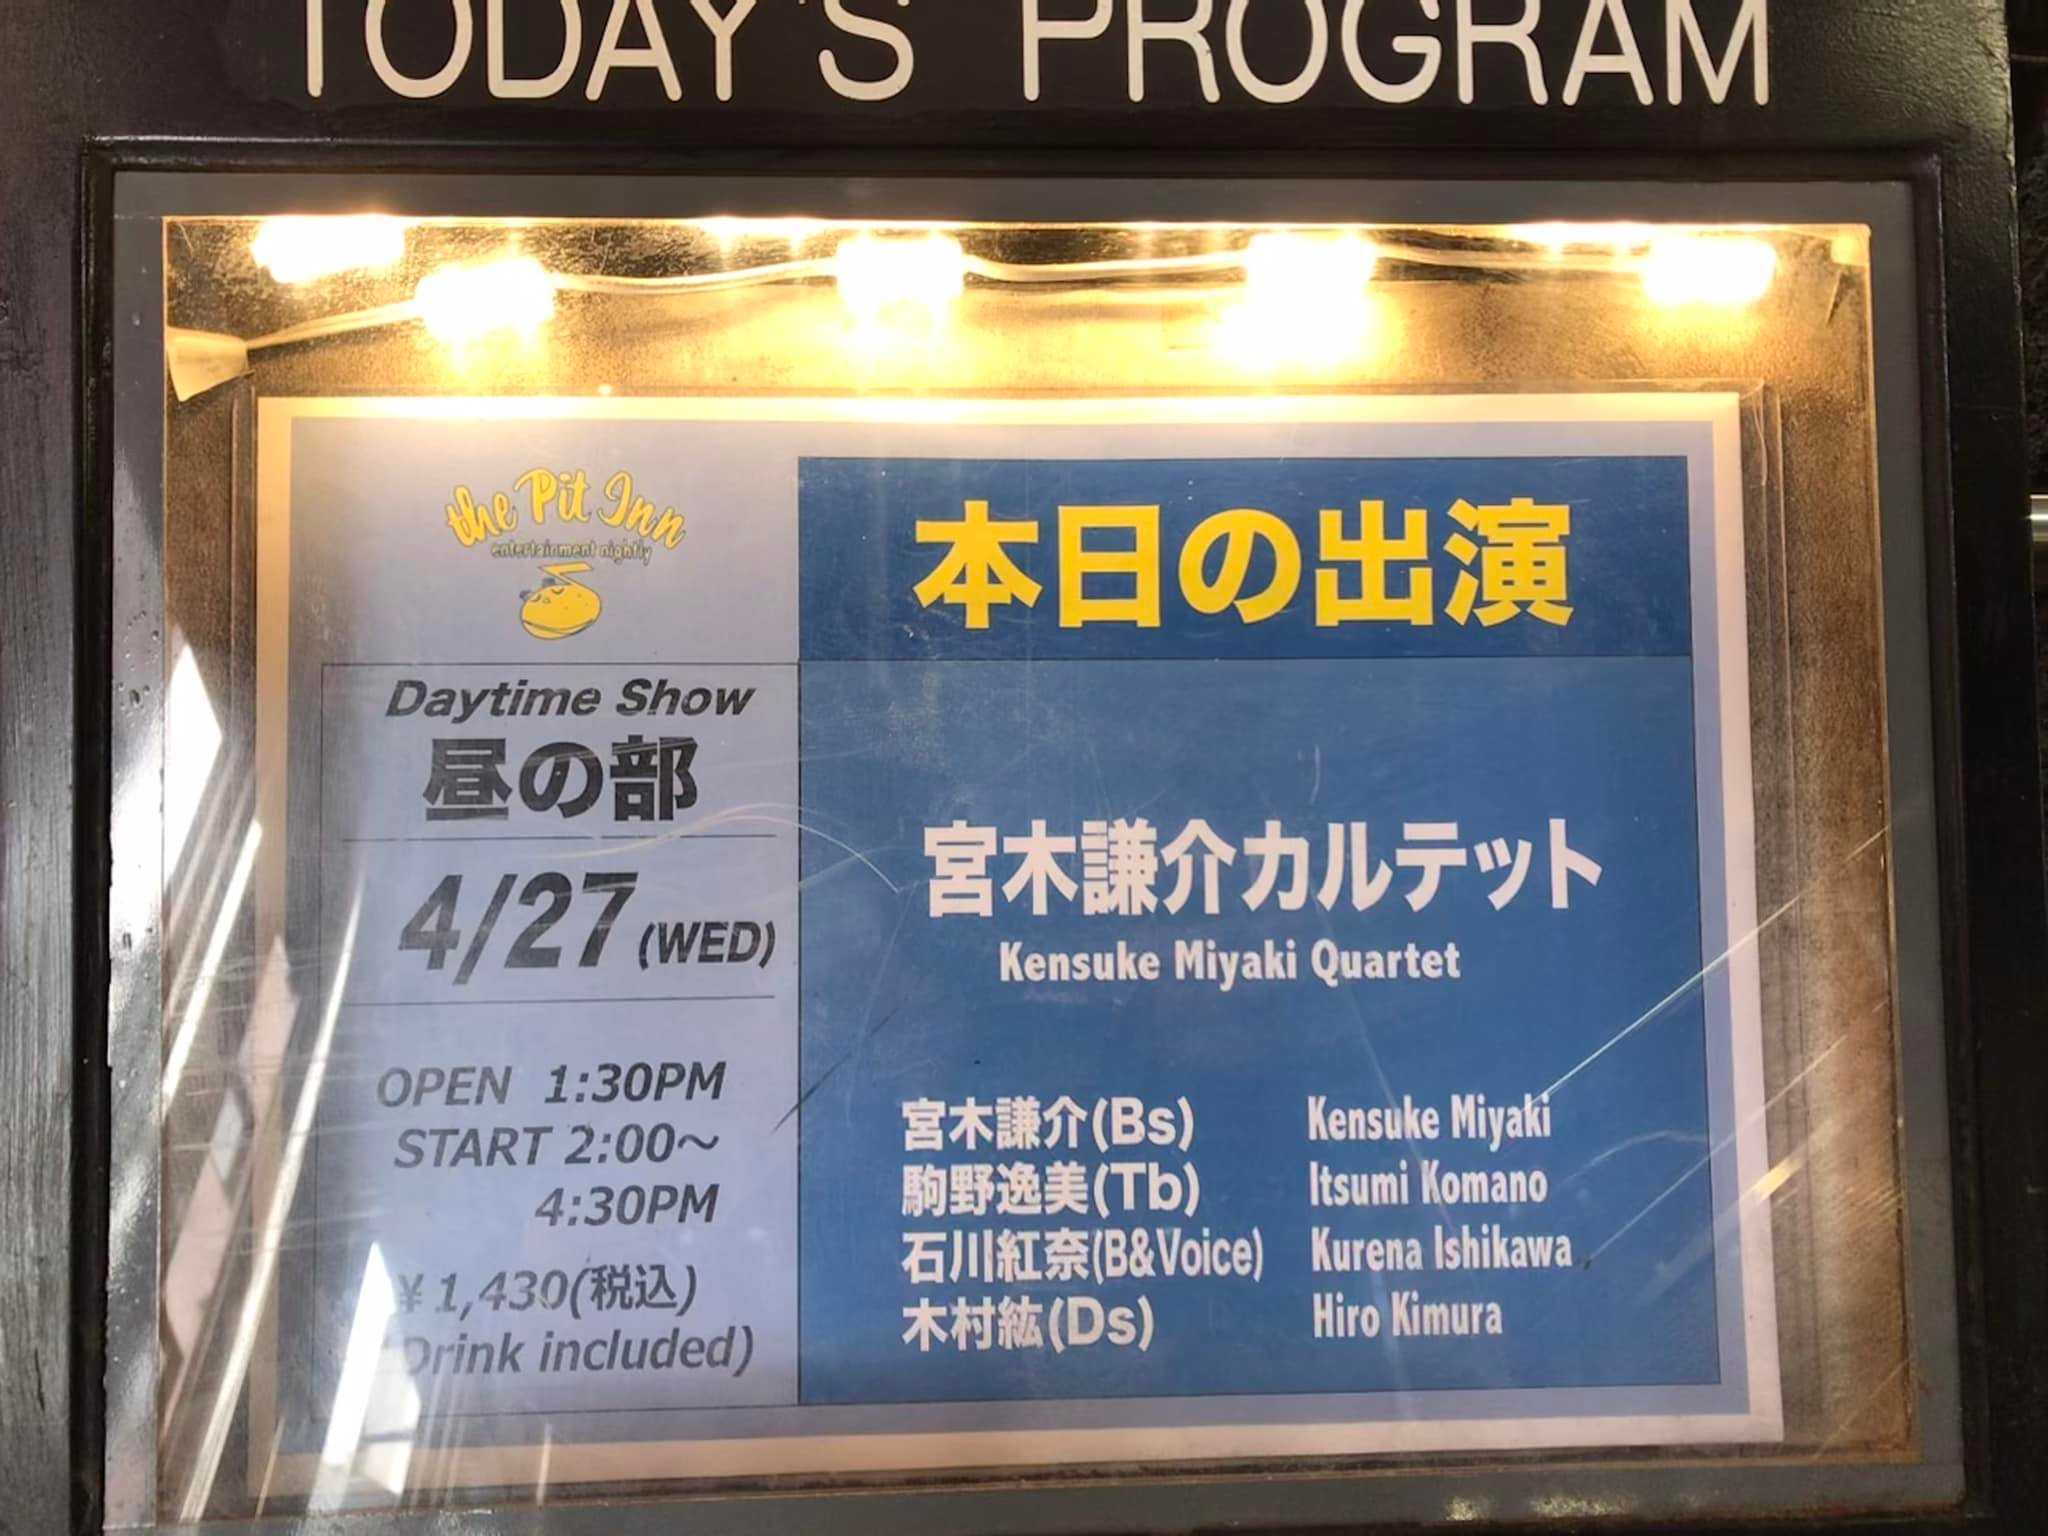 TODAY'S PROGRAM
the Pit Inn
entertainment nightly
本日の出演
Daytime Show
昼の部
4/27(WED)
OPEN 1:30PM
START 2:00～
4:30PM
¥1,430(税込)
Drink included)
宮木謙介カルテット
Kensuke Miyaki Quartet
宮木謙介(Bs) Kensuke Miyaki
駒野逸美(Tb) Itsumi Komano
石川紅奈(B&Voice) Kurena Ishikawa
木村紘(Ds) Hiro Kimura